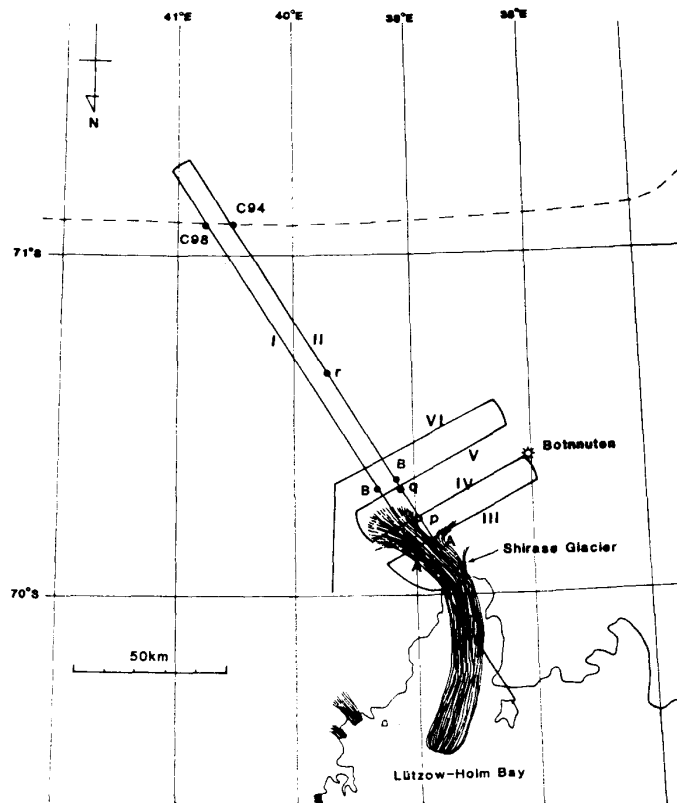 41°E
40°E
38°E
38°E
N
C94
C98
71°S
I
II
r
VI
V
Botnnuten
B
B
q
IV
p
III
A
A
Shirase Glacier
70°S
50km
Lützow-Holm Bay